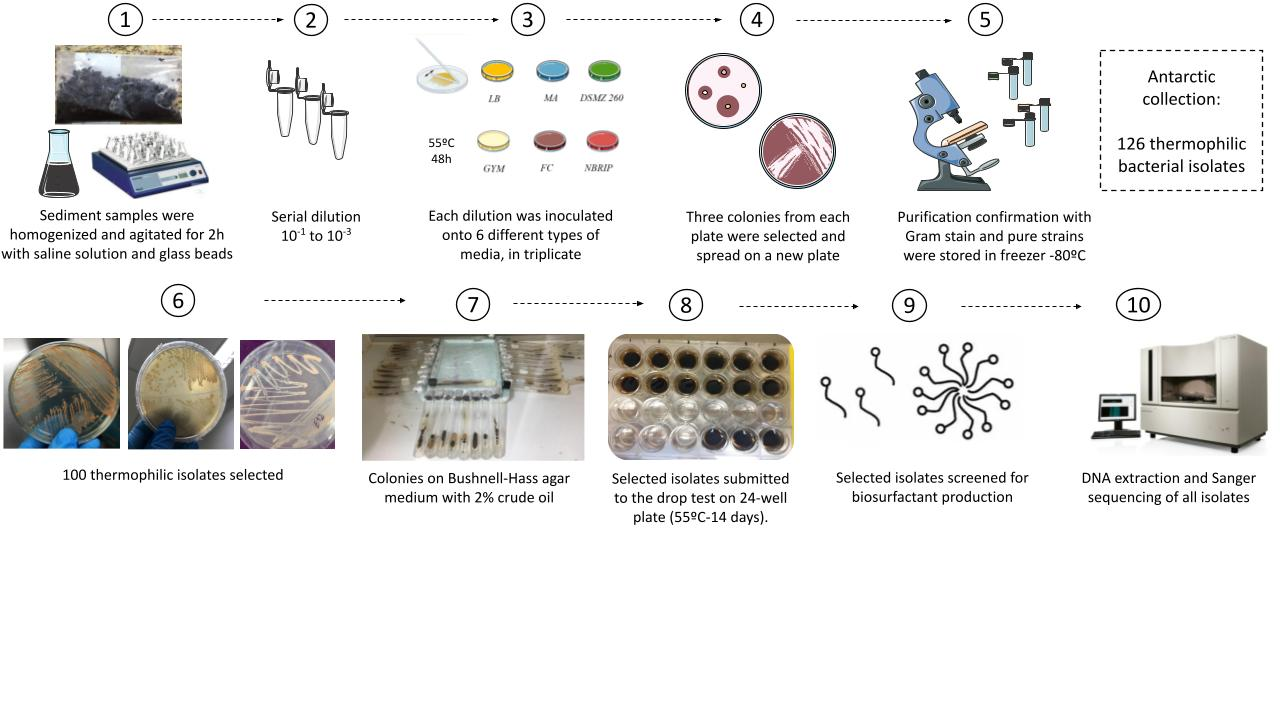 1
2
3
4
5
LB
MA
DSMZ 260
55ºC
48h
GYM
FC
NBRIP
Antarctic
collection:
126 thermophilic
bacterial isolates
Sediment samples were
homogenized and agitated for 2h
with saline solution and glass beads
Serial dilution
10⁻¹ to 10⁻³
Each dilution was inoculated
onto 6 different types of
media, in triplicate
Three colonies from each
plate were selected and
spread on a new plate
Purification confirmation with
Gram stain and pure strains
were stored in freezer -80ºC
6
7
8
9
10
100 thermophilic isolates selected
Colonies on Bushnell-Hass agar
medium with 2% crude oil
Selected isolates submitted
to the drop test on 24-well
plate (55ºC-14 days).
Selected isolates screened for
biosurfactant production
DNA extraction and Sanger
sequencing of all isolates